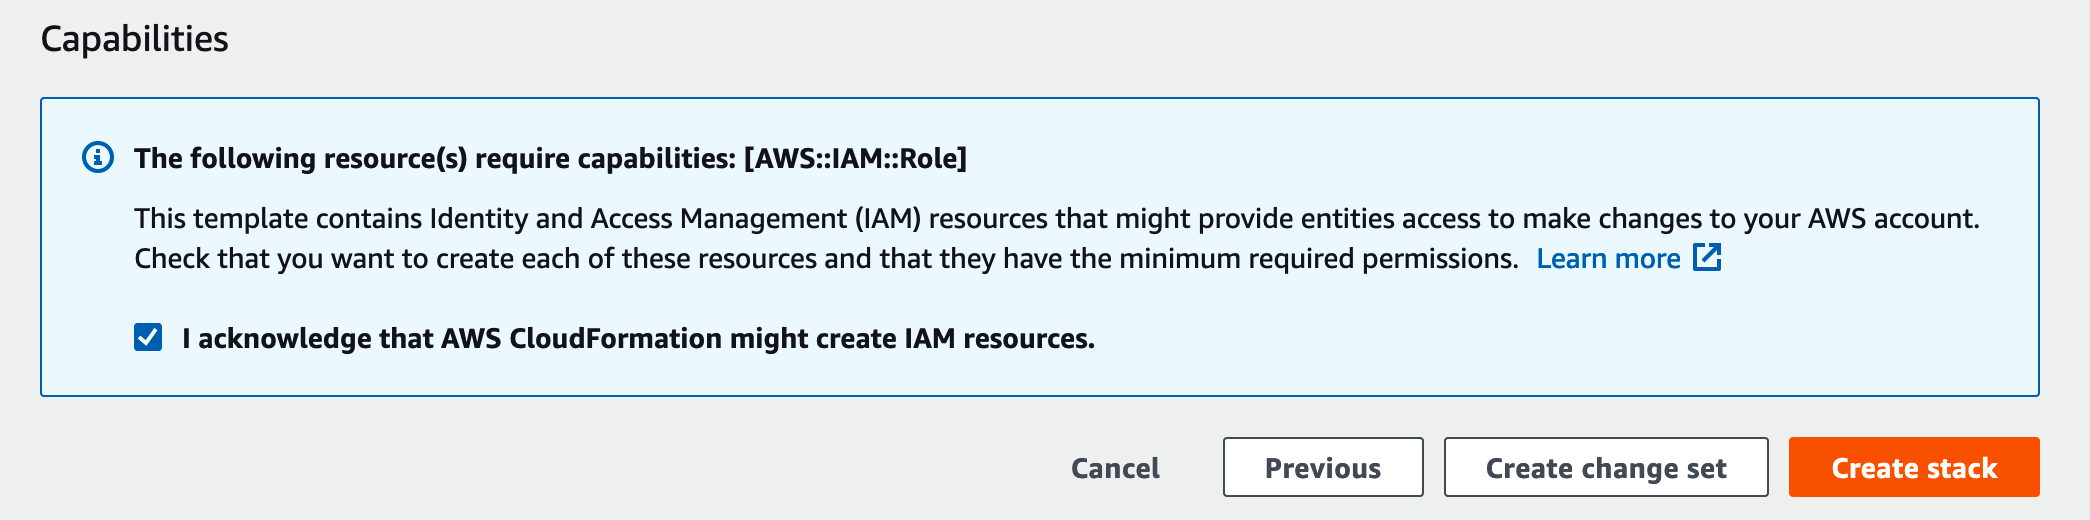 Capabilities
The following resource(s) require capabilities: [AWS::IAM::Role]
This template contains Identity and Access Management (IAM) resources that might provide entities access to make changes to your AWS account.
Check that you want to create each of these resources and that they have the minimum required permissions. Learn more
I acknowledge that AWS CloudFormation might create IAM resources.
Cancel Previous Create change set Create stack